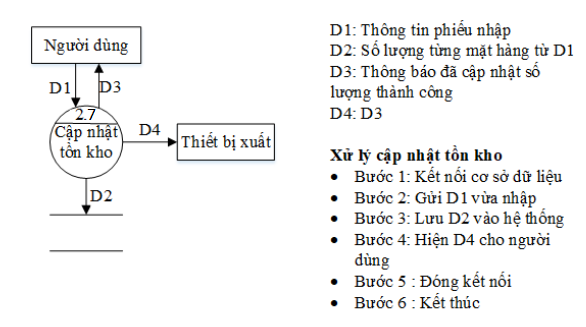 Người dùng
D1
D3
2.7
Cập nhật
tồn kho
D4
Thiết bị xuất
D2
D1: Thông tin phiếu nhập
D2: Số lượng từng mặt hàng từ D1
D3: Thông báo đã cập nhật số
lượng thành công
D4: D3
Xử lý cập nhật tồn kho
• Bước 1: Kết nối cơ sở dữ liệu
• Bước 2: Gửi D1 vừa nhập
• Bước 3: Lưu D2 vào hệ thống
• Bước 4: Hiện D4 cho người
dùng
• Bước 5 : Đóng kết nối
• Bước 6 : Kết thúc